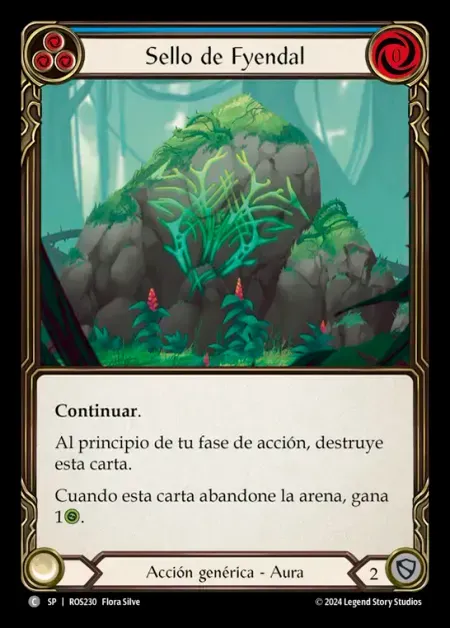 Sello de Fyendal
0
Continuar.
Al principio de tu fase de acción, destruye
esta carta.
Cuando esta carta abandone la arena, gana
1.
Acción genérica - Aura
2
C SP | ROS230 Flora Silve
© 2024 Legend Story Studios